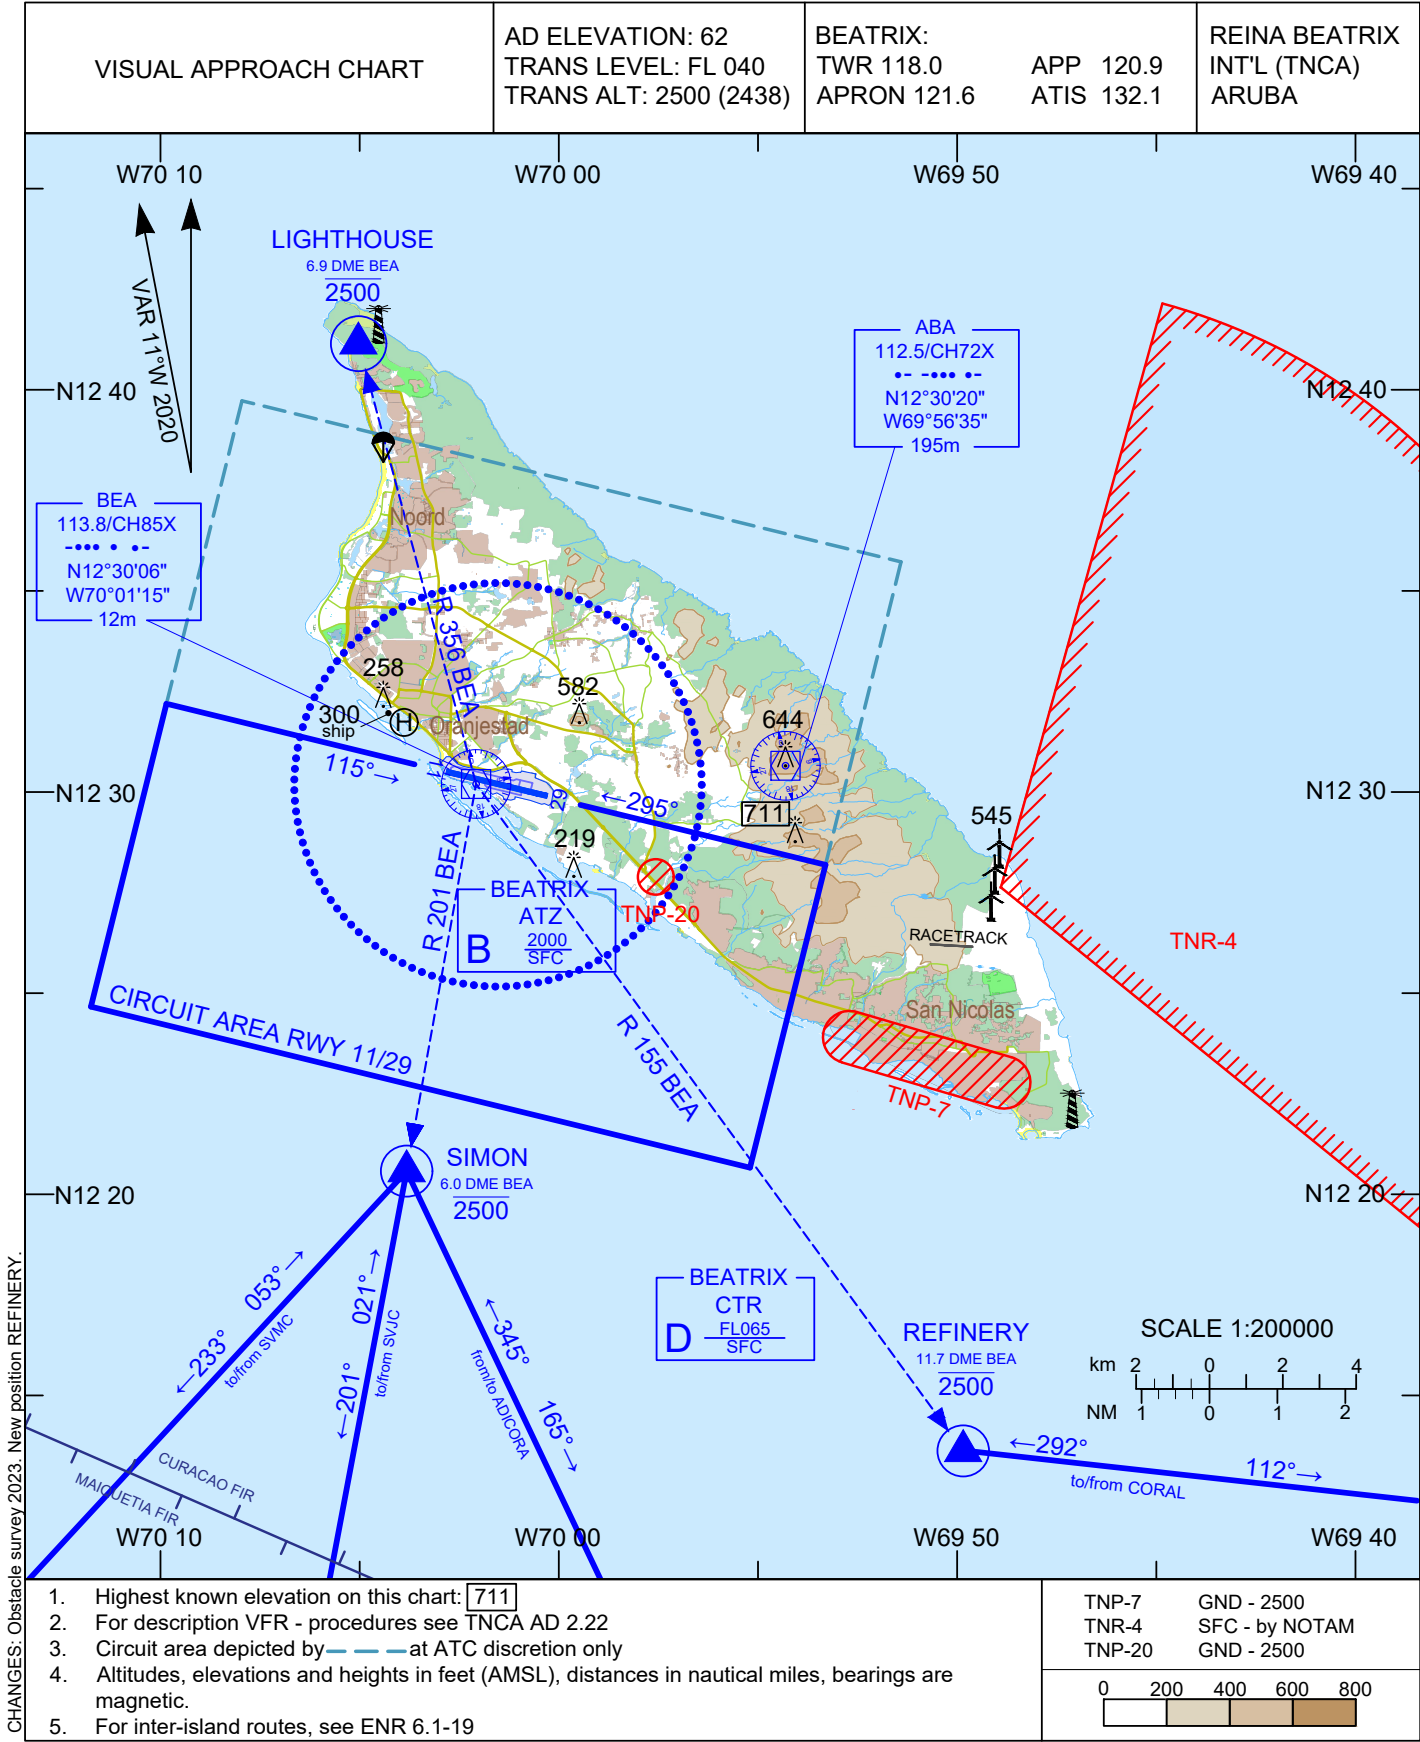 VISUAL APPROACH CHART
AD ELEVATION: 62
TRANS LEVEL: FL 040
TRANS ALT: 2500 (2438)
BEATRIX:
TWR 118.0 APP 120.9
APRON 121.6 ATIS 132.1
REINA BEATRIX
INT'L (TNCA)
ARUBA
W70 10
W70 00
W69 50
W69 40
VAR 11°W 2020
LIGHTHOUSE
6.9 DME BEA
2500
ABA
112.5/CH72X
N12°30'20"
W69°56'35"
195m
N12 40
N12 40
BEA
113.8/CH85X
N12°30'06"
W70°01'15"
12m
Noord
R 356 BEA
258
582
644
300
ship
H
Oranjestad
115°→
11
29
←295°
711
545
N12 30
N12 30
219
R 201 BEA
BEATRIX
ATZ
B 2000
SFC
TNP-20
RACETRACK
TNR-4
CIRCUIT AREA RWY 11/29
R 155 BEA
San Nicolas
TNP-7
SIMON
6.0 DME BEA
2500
N12 20
N12 20
053°→
←233°
to/from SVMC
021°→
←201°
to/from SVJC
←345°
165°→
from/to ADICORA
BEATRIX
CTR
D FL065
SFC
REFINERY
11.7 DME BEA
2500
SCALE 1:200000
km 2 0 2 4
NM 1 0 1 2
←292°
112°→
to/from CORAL
CURACAO FIR
MAIQUETIA FIR
W70 10
W70 00
W69 50
W69 40
CHANGES: Obstacle survey 2023. New position REFINERY.
1. Highest known elevation on this chart: 711
2. For description VFR - procedures see TNCA AD 2.22
3. Circuit area depicted by at ATC discretion only
4. Altitudes, elevations and heights in feet (AMSL), distances in nautical miles, bearings are
magnetic.
5. For inter-island routes, see ENR 6.1-19
TNP-7 GND - 2500
TNR-4 SFC - by NOTAM
TNP-20 GND - 2500
0 200 400 600 800